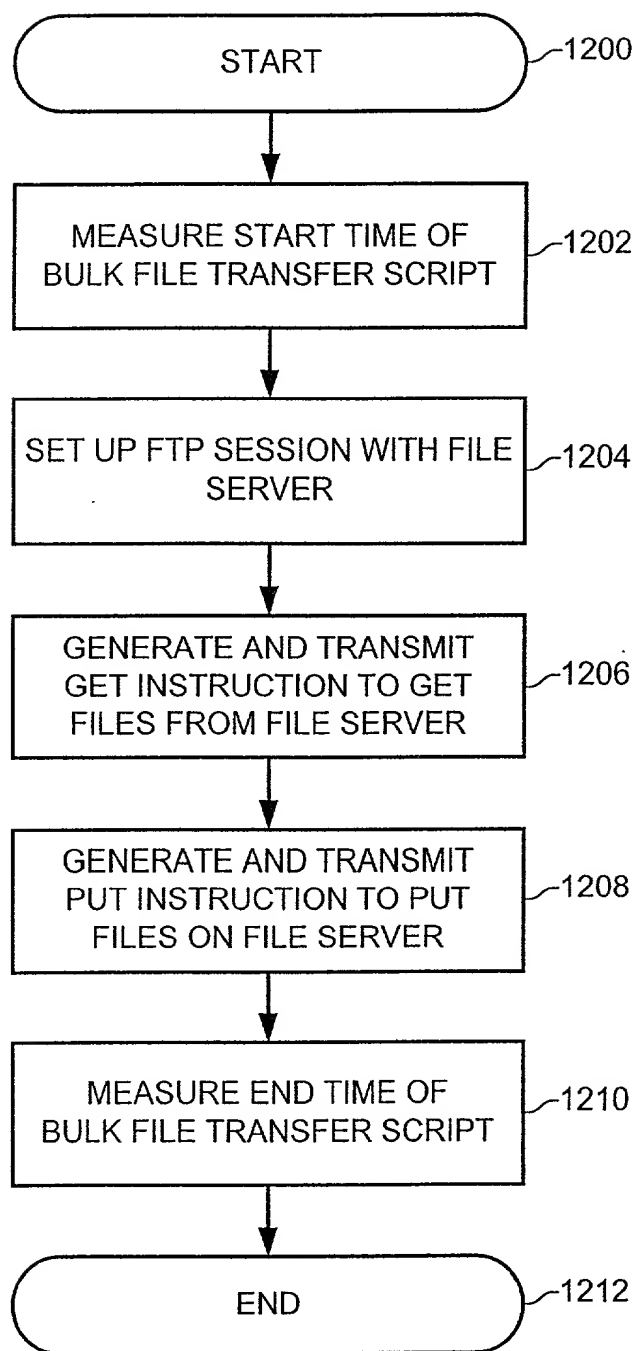 START
1200
MEASURE START TIME OF
BULK FILE TRANSFER SCRIPT
1202
SET UP FTP SESSION WITH FILE
SERVER
1204
GENERATE AND TRANSMIT
GET INSTRUCTION TO GET
FILES FROM FILE SERVER
1206
GENERATE AND TRANSMIT
PUT INSTRUCTION TO PUT
FILES ON FILE SERVER
1208
MEASURE END TIME OF
BULK FILE TRANSFER SCRIPT
1210
END
1212